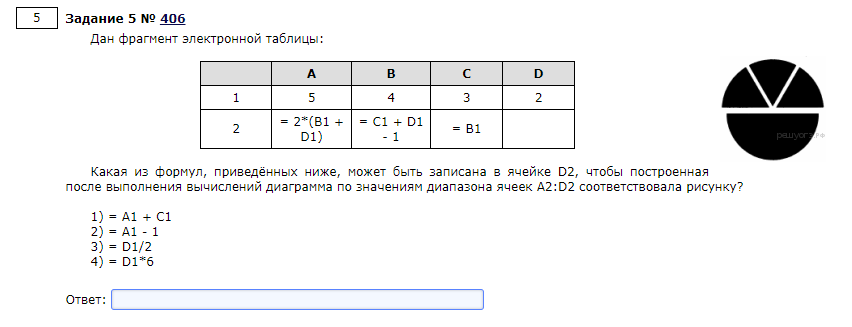 5
Задание 5 № 406
Дан фрагмент электронной таблицы:
A B C D
1 5 4 3 2
2 = 2*(B1 + D1) = C1 + D1 - 1 = B1
решуогэ.рф
Какая из формул, приведённых ниже, может быть записана в ячейке D2, чтобы построенная
после выполнения вычислений диаграмма по значениям диапазона ячеек A2:D2 соответствовала рисунку?
1) = A1 + C1
2) = A1 - 1
3) = D1/2
4) = D1*6
Ответ: